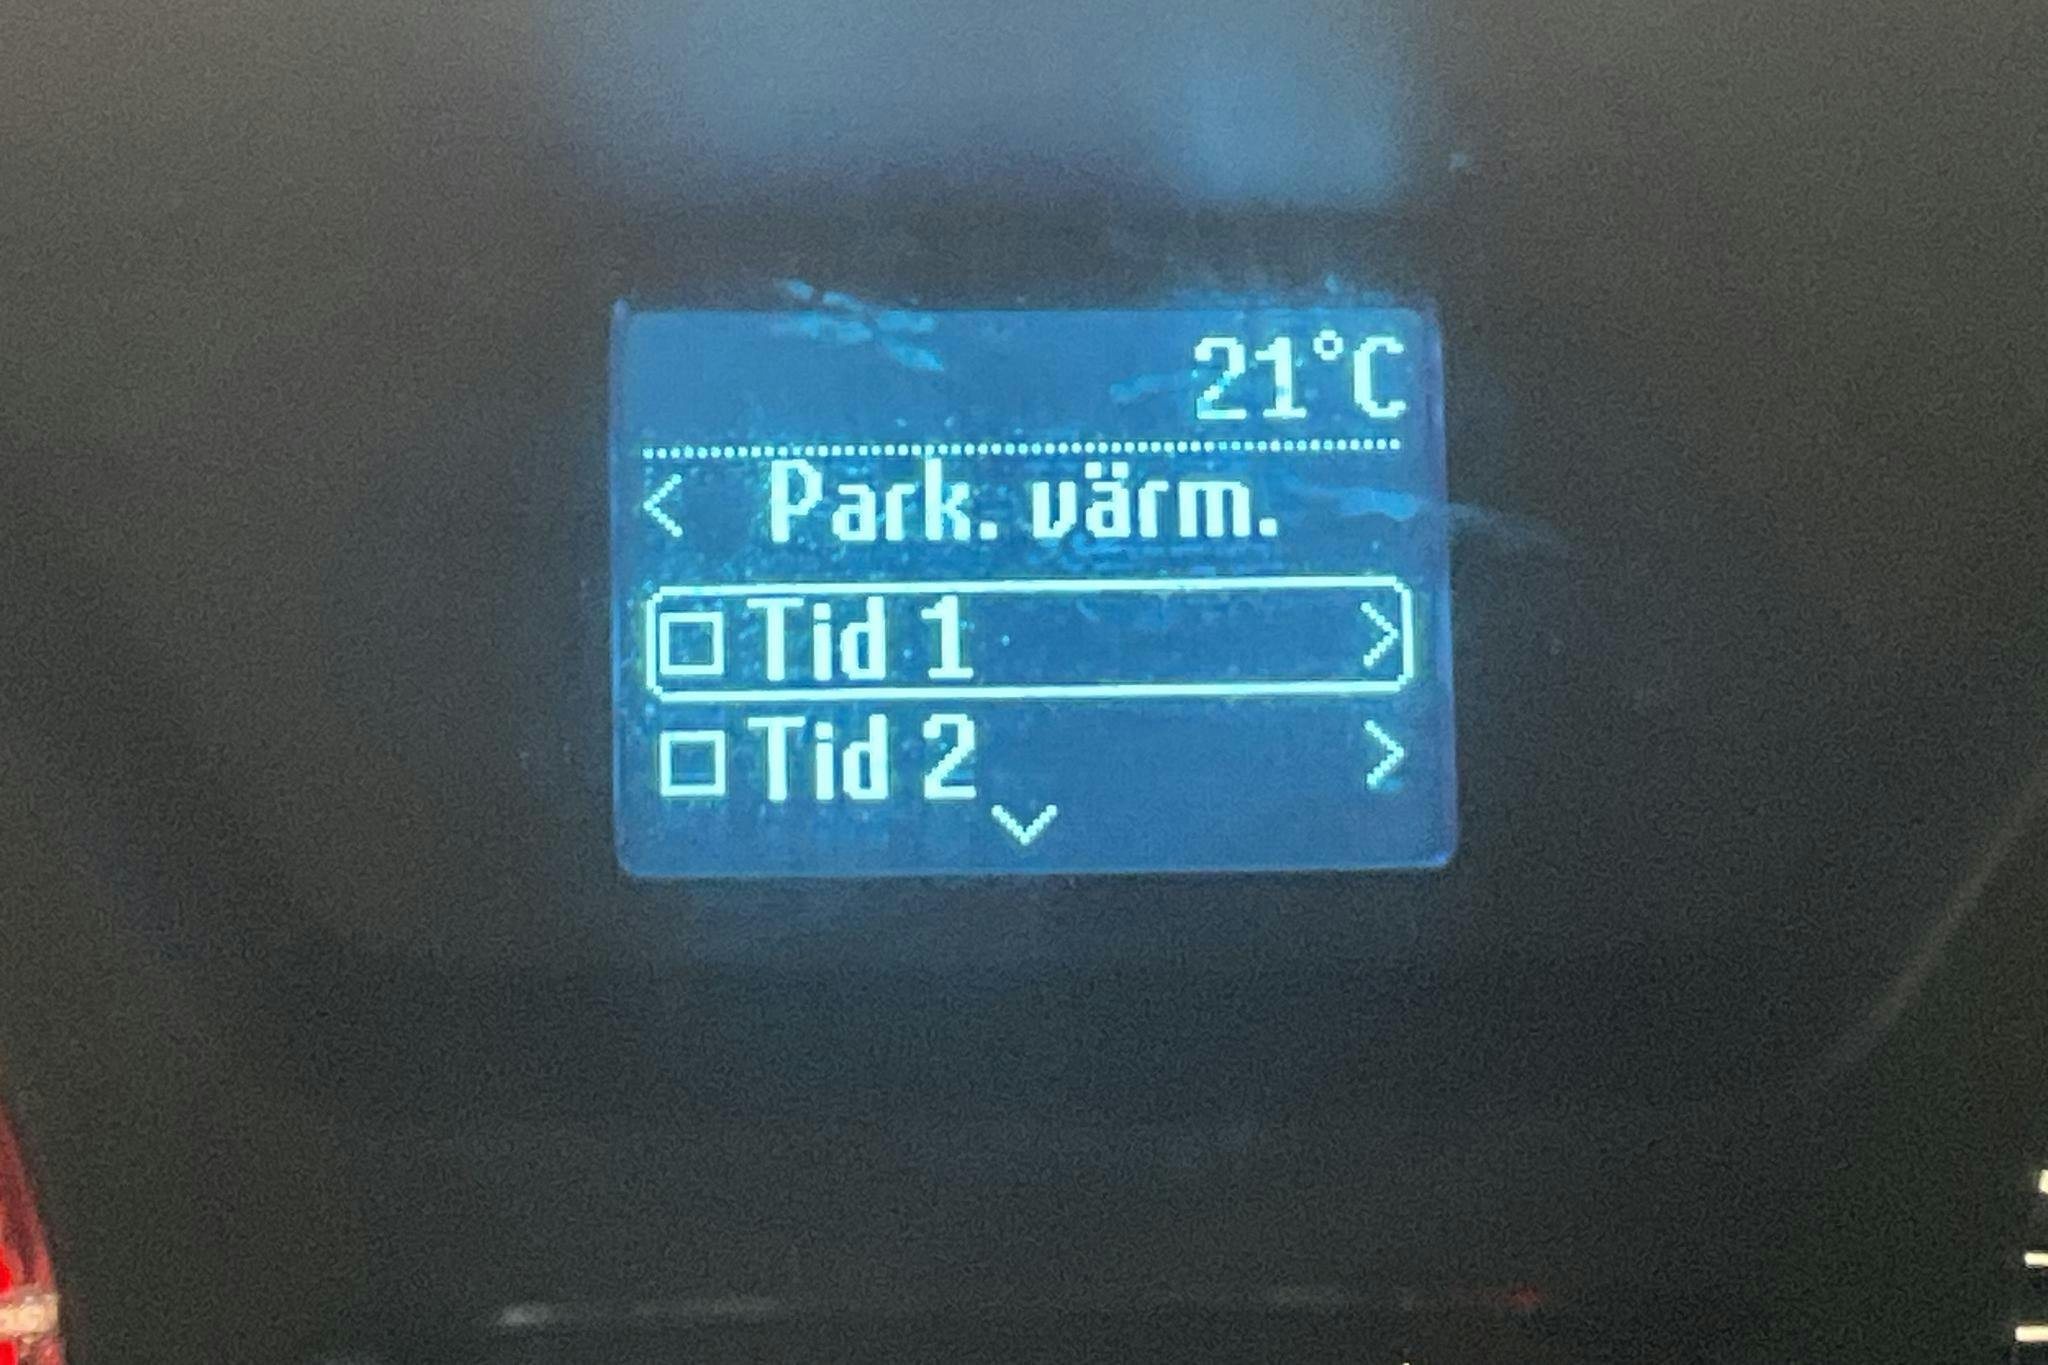 21°C
< Park. värm.
Tid 1 >
Tid 2 >